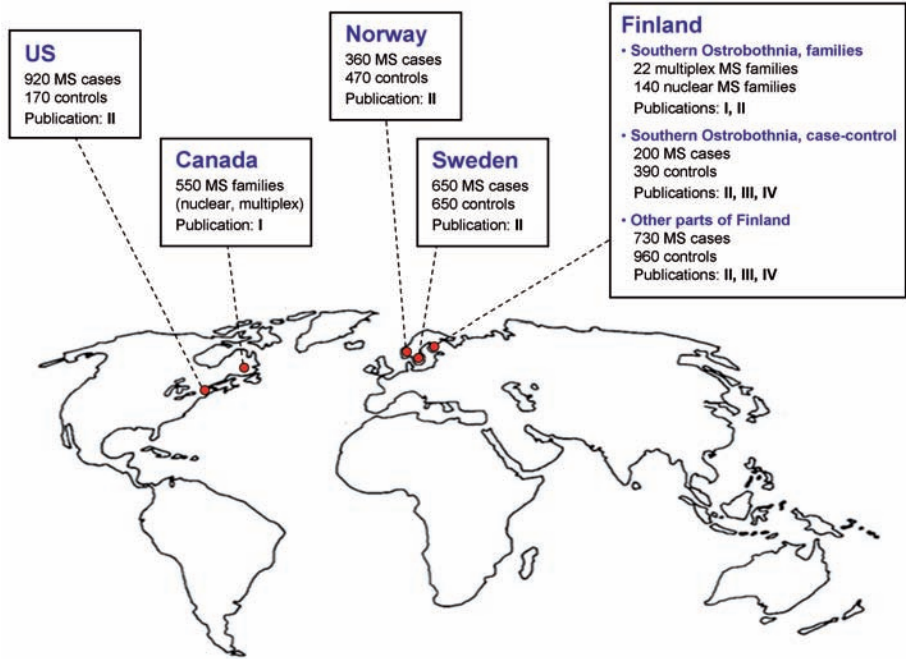 US
920 MS cases
170 controls
Publication: II
Canada
550 MS families
(nuclear, multiplex)
Publication: I
Norway
360 MS cases
470 controls
Publication: II
Sweden
650 MS cases
650 controls
Publication: II
Finland
• Southern Ostrobothnia, families
22 multiplex MS families
140 nuclear MS families
Publications: I, II
• Southern Ostrobothnia, case-control
200 MS cases
390 controls
Publications: II, III, IV
• Other parts of Finland
730 MS cases
960 controls
Publications: II, III, IV